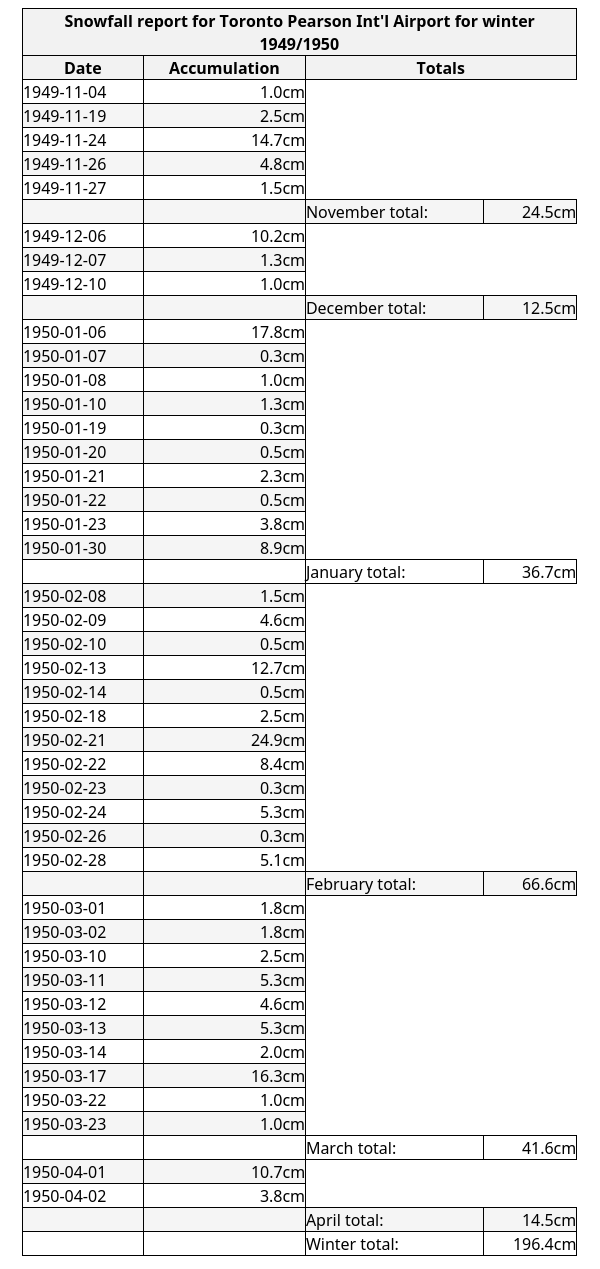 Snowfall report for Toronto Pearson Int'l Airport for winter
1949/1950
Date Accumulation Totals
1949-11-04 1.0cm
1949-11-19 2.5cm
1949-11-24 14.7cm
1949-11-26 4.8cm
1949-11-27 1.5cm
November total: 24.5cm
1949-12-06 10.2cm
1949-12-07 1.3cm
1949-12-10 1.0cm
December total: 12.5cm
1950-01-06 17.8cm
1950-01-07 0.3cm
1950-01-08 1.0cm
1950-01-10 1.3cm
1950-01-19 0.3cm
1950-01-20 0.5cm
1950-01-21 2.3cm
1950-01-22 0.5cm
1950-01-23 3.8cm
1950-01-30 8.9cm
January total: 36.7cm
1950-02-08 1.5cm
1950-02-09 4.6cm
1950-02-10 0.5cm
1950-02-13 12.7cm
1950-02-14 0.5cm
1950-02-18 2.5cm
1950-02-21 24.9cm
1950-02-22 8.4cm
1950-02-23 0.3cm
1950-02-24 5.3cm
1950-02-26 0.3cm
1950-02-28 5.1cm
February total: 66.6cm
1950-03-01 1.8cm
1950-03-02 1.8cm
1950-03-10 2.5cm
1950-03-11 5.3cm
1950-03-12 4.6cm
1950-03-13 5.3cm
1950-03-14 2.0cm
1950-03-17 16.3cm
1950-03-22 1.0cm
1950-03-23 1.0cm
March total: 41.6cm
1950-04-01 10.7cm
1950-04-02 3.8cm
April total: 14.5cm
Winter total: 196.4cm